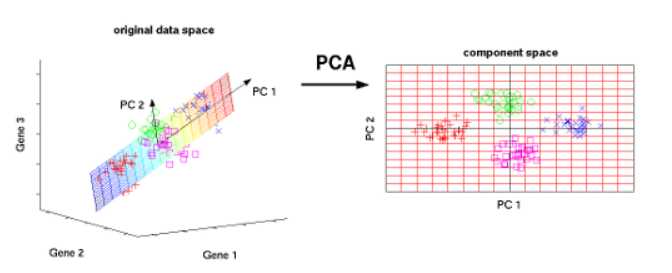 original data space
PCA
component space
PC 1
PC 2
Gene 3
PC 2
Gene 2
Gene 1
PC 1